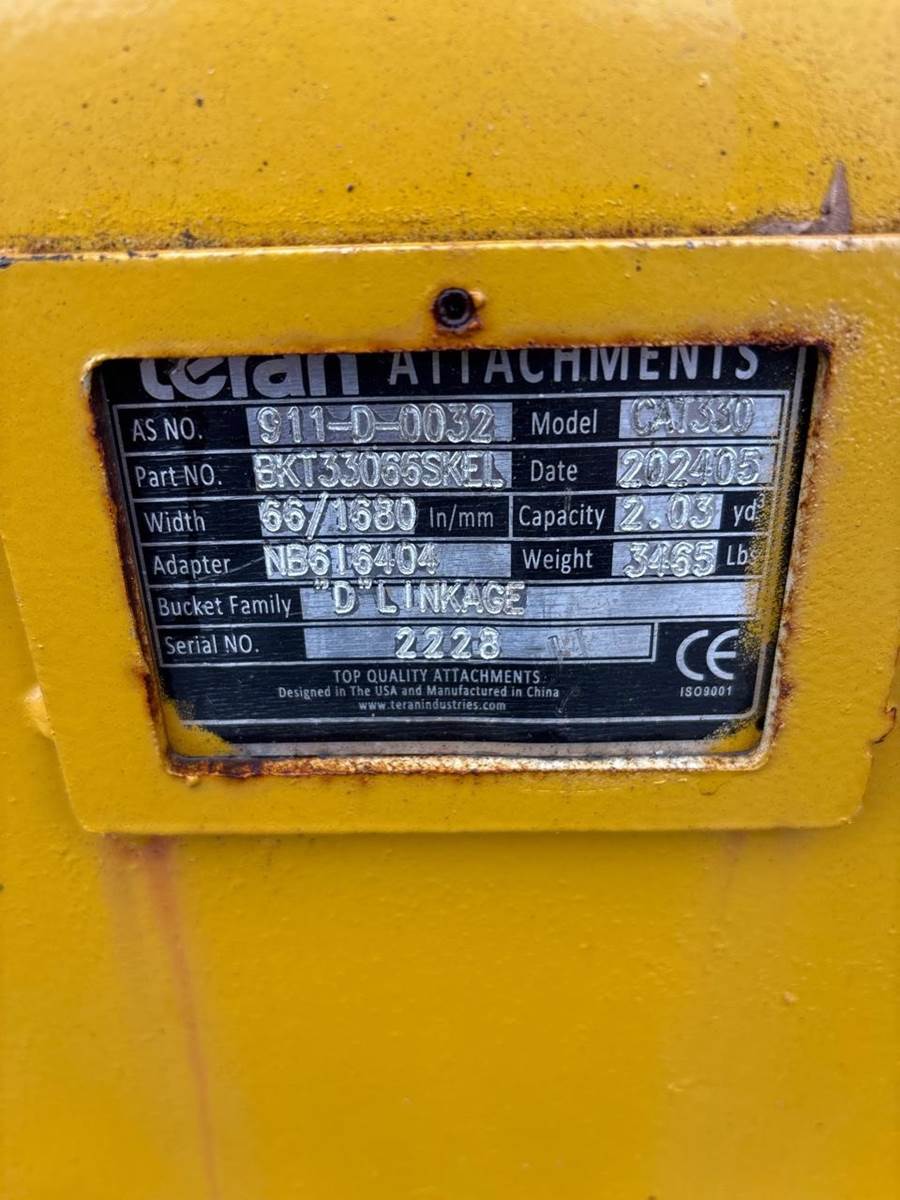 teran ATTACHMENTS
AS NO. 911-D-0032 Model CAT330
Part NO. BKT33066SKEL Date 202405
Width 66/1680 In/mm Capacity 2.03 yd³
Adapter NB616404 Weight 3465 Lbs
Bucket Family "D"LINKAGE
Serial NO. 2228
CE
TOP QUALITY ATTACHMENTS
Designed in The USA and Manufactured in China
ISO9001
www.teranindustries.com